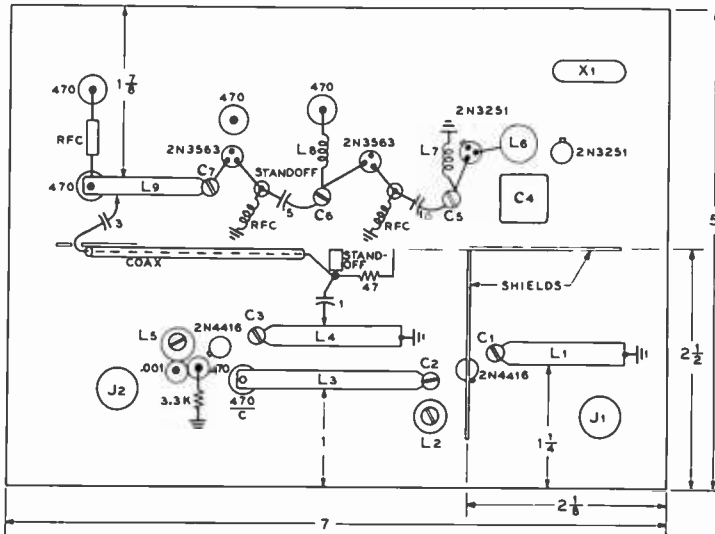 X1
1 7/8
470
470
470
2N3251
RFC
2N3563
L8
2N3563
L7
L6
2N3251
STANDOFF
C7
470
L9
5
C6
RFC
C5
C4
RFC
3
COAX
STAND-
OFF
47
SHIELDS
1
L5
2N4416
C3
L4
C1
L1
2 1/2
.001
470
C2
2N4416
J2
3.3K
L3
470
C
L2
J1
1
1 1/4
2 1/8
7